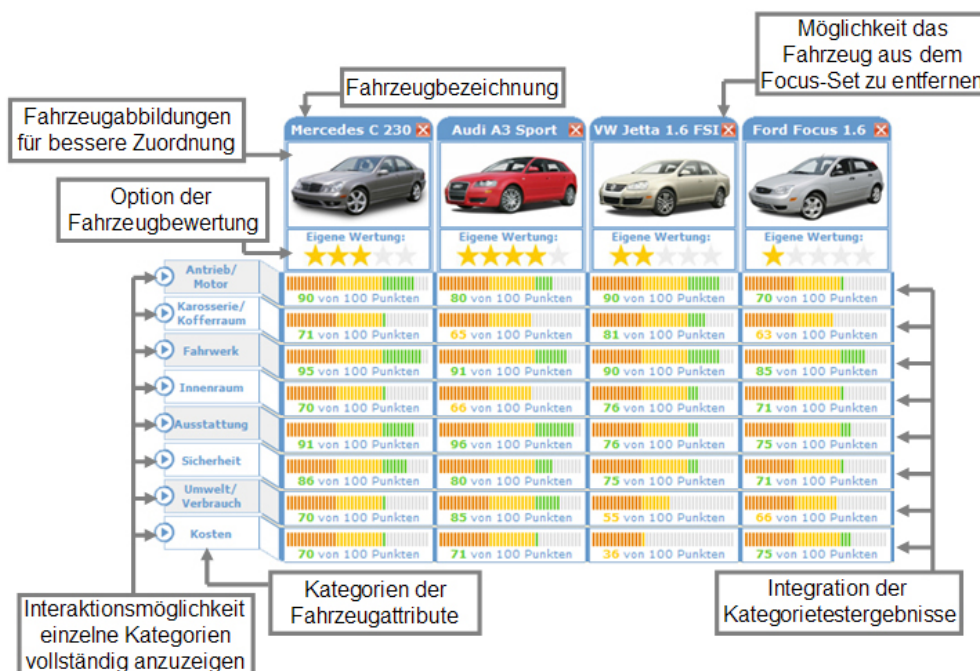 Möglichkeit das
Fahrzeug aus dem
Focus-Set zu entfernen
Fahrzeugbezeichnung
Fahrzeugabbildungen
für bessere Zuordnung
Mercedes C 230
Audi A3 Sport
VW Jetta 1.6 FSI
Ford Focus 1.6
Option der
Fahrzeugbewertung
Eigene Wertung:
Eigene Wertung:
Eigene Wertung:
Eigene Wertung:
Antrieb/
Motor
90 von 100 Punkten
80 von 100 Punkten
90 von 100 Punkten
70 von 100 Punkten
Karosserie/
Kofferraum
71 von 100 Punkten
65 von 100 Punkten
81 von 100 Punkten
63 von 100 Punkten
Fahrwerk
95 von 100 Punkten
91 von 100 Punkten
90 von 100 Punkten
85 von 100 Punkten
Innenraum
70 von 100 Punkten
66 von 100 Punkten
76 von 100 Punkten
71 von 100 Punkten
Ausstattung
91 von 100 Punkten
96 von 100 Punkten
76 von 100 Punkten
75 von 100 Punkten
Sicherheit
86 von 100 Punkten
80 von 100 Punkten
75 von 100 Punkten
71 von 100 Punkten
Umwelt/
Verbrauch
70 von 100 Punkten
85 von 100 Punkten
55 von 100 Punkten
66 von 100 Punkten
Kosten
70 von 100 Punkten
71 von 100 Punkten
36 von 100 Punkten
75 von 100 Punkten
Interaktionsmöglichkeit
einzelne Kategorien
vollständig anzuzeigen
Kategorien der
Fahrzeugattribute
Integration der
Kategorietestergebnisse